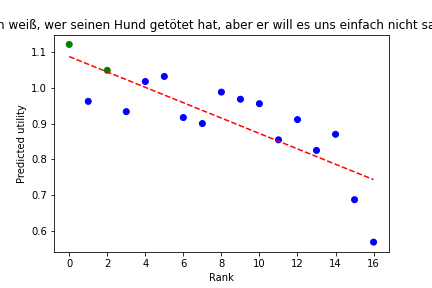 n weiß, wer seinen Hund getötet hat, aber er will es uns einfach nicht sa
Predicted utility
1.1
1.0
0.9
0.8
0.7
0.6
0 2 4 6 8 10 12 14 16
Rank